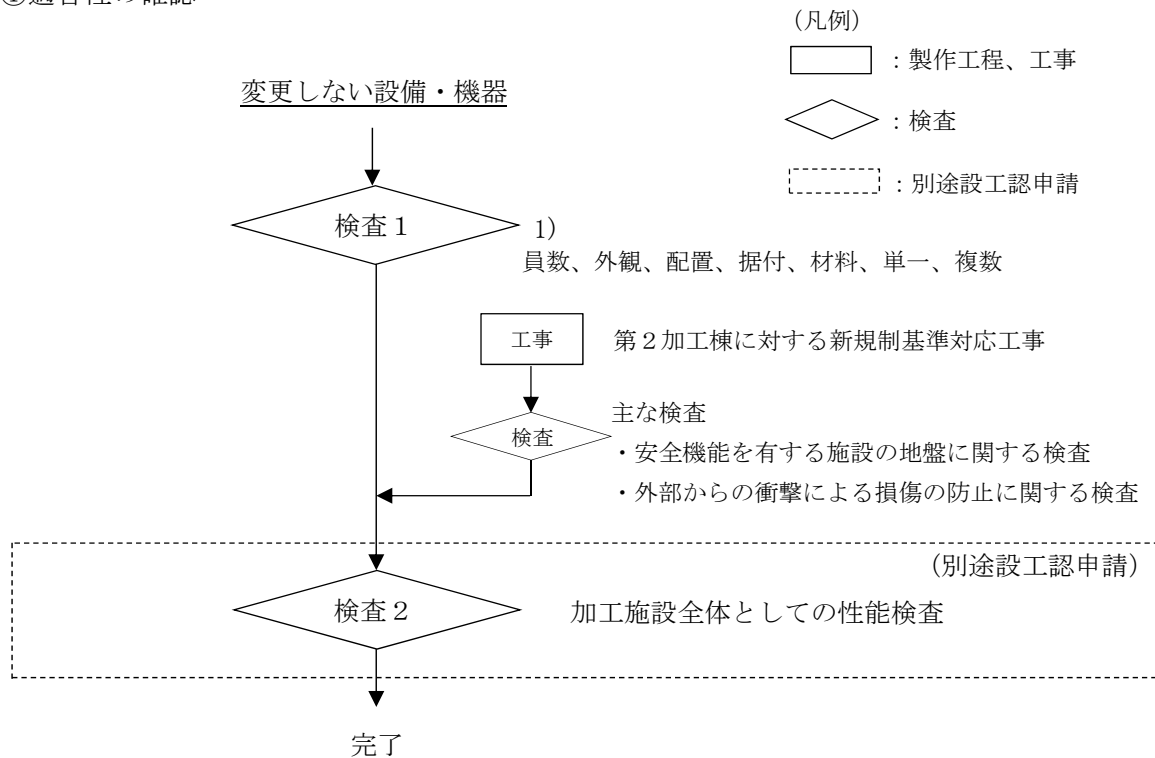 ①適合性の確認
(凡例)
：製作工程、工事
変更しない設備・機器
：検査
：別途設工認申請
検査１
1)
員数、外観、配置、据付、材料、単一、複数
工事
第２加工棟に対する新規制基準対応工事
主な検査
検査
・安全機能を有する施設の地盤に関する検査
・外部からの衝撃による損傷の防止に関する検査
(別途設工認申請)
検査２
加工施設全体としての性能検査
完了